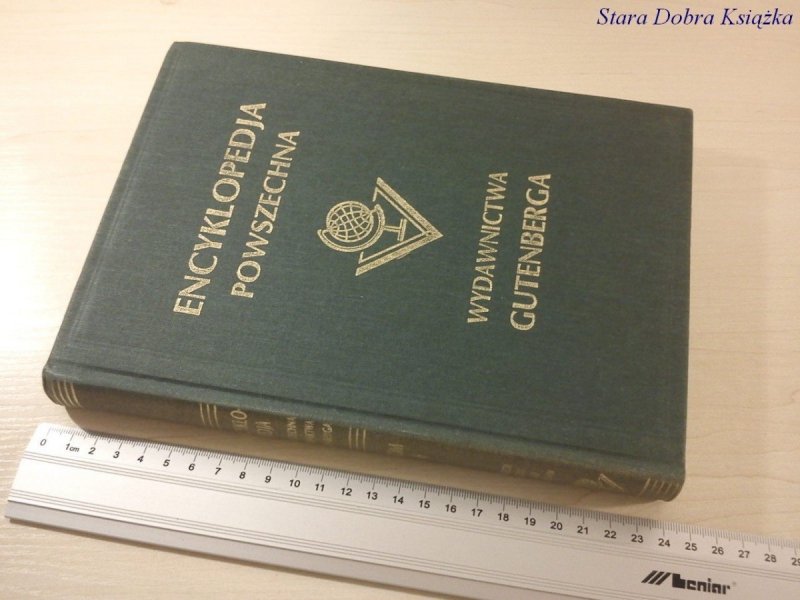 Stara Dobra Książka
ENCYKLOPEDJA
POWSZECHNA
WYDAWNICTWA
GUTENBERGA
0 1cm 2 3 4 5 6 7 8 9 10 11 12 13 14 15 16 17 18 19 20 21 22 23 24 25 26 27 28 29
leniar